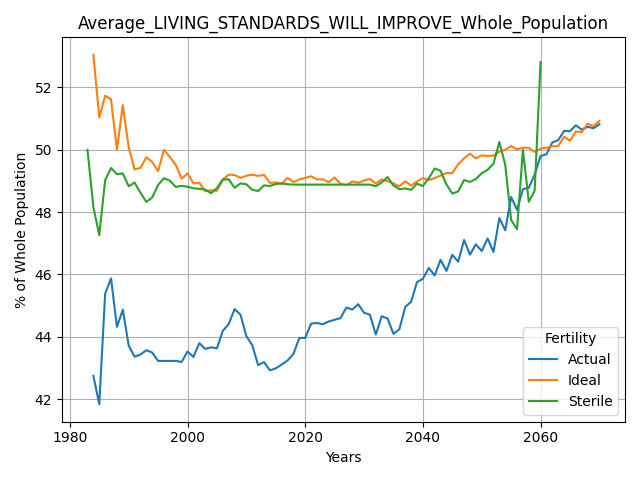 Average_LIVING_STANDARDS_WILL_IMPROVE_Whole_Population
% of Whole Population
52
50
48
46
44
42
1980
2000
2020
2040
2060
Years
Fertility
Actual
Ideal
Sterile